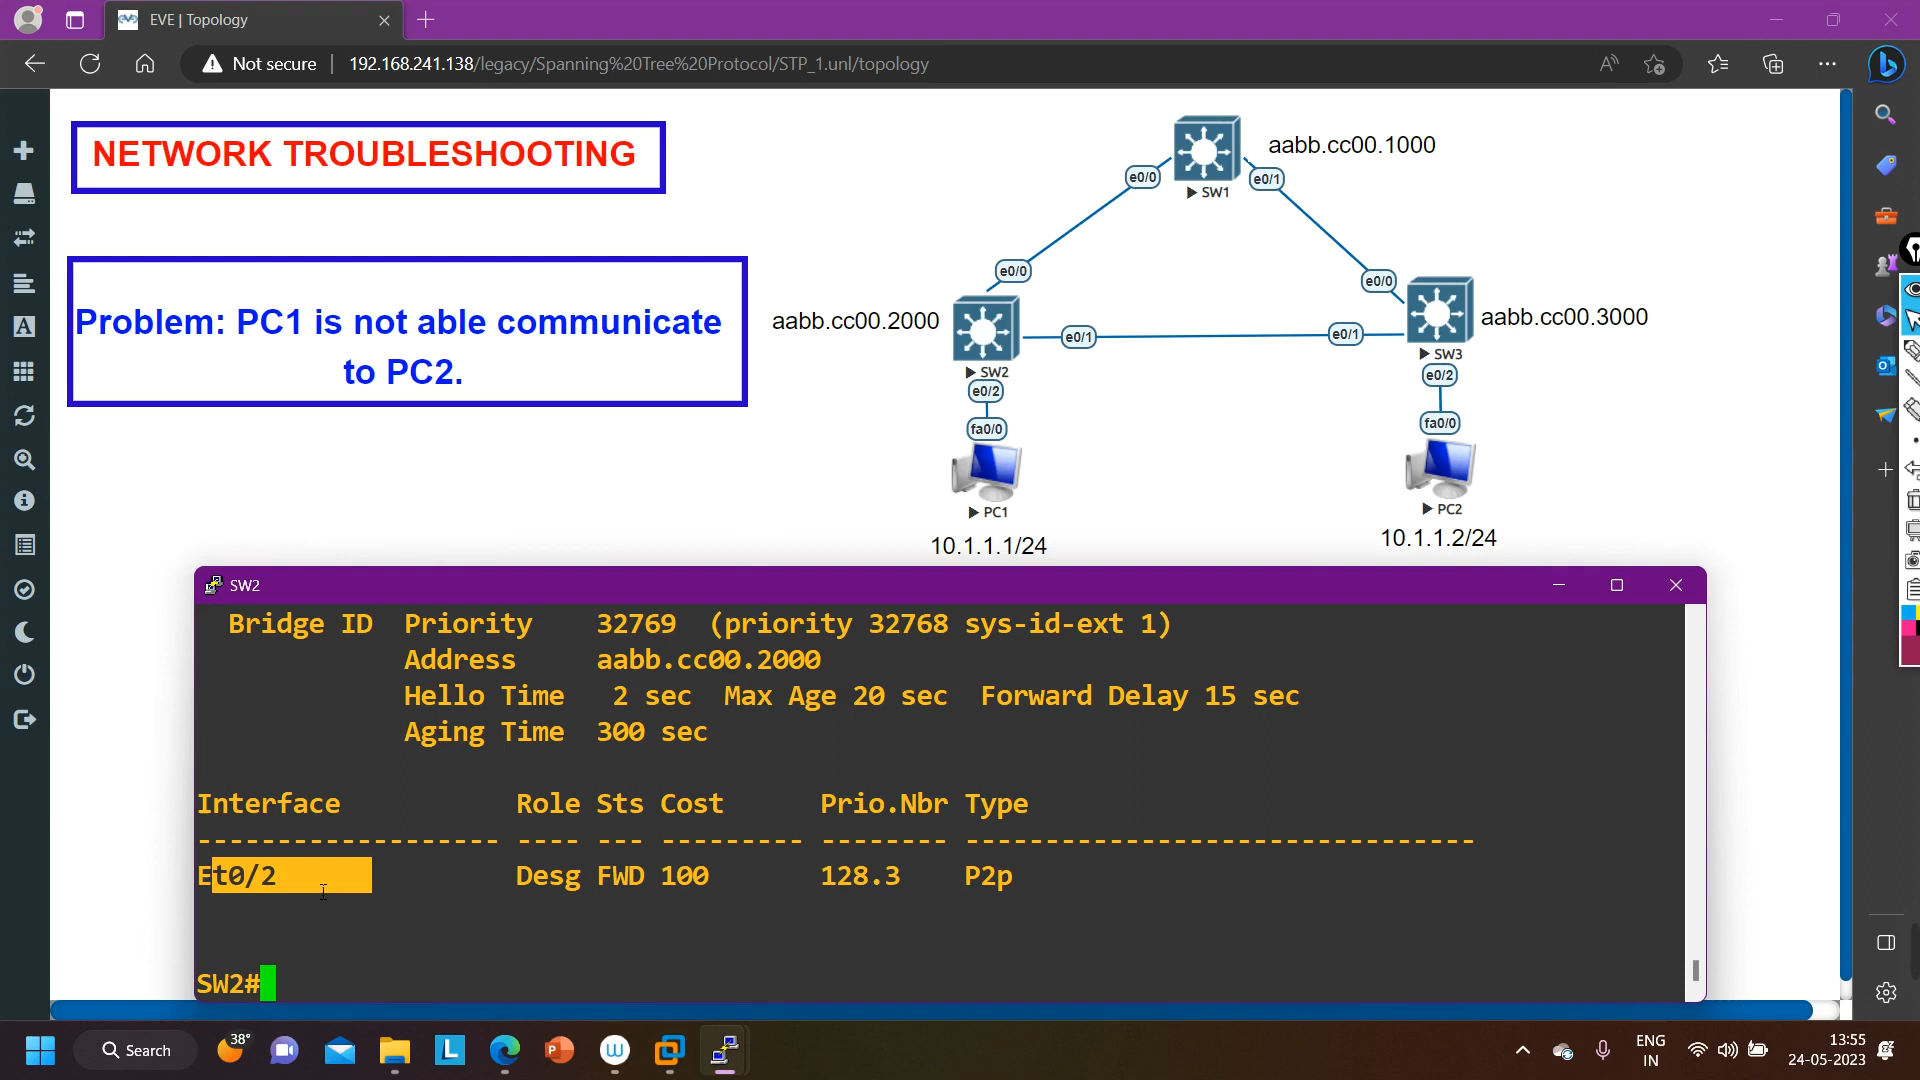 EVE | Topology
Not secure
192.168.241.138/legacy/Spanning%20Tree%20Protocol/STP_1.unl/topology
NETWORK TROUBLESHOOTING
Problem: PC1 is not able communicate
to PC2.
aabb.cc00.1000
e0/0
e0/1
SW1
e0/0
e0/0
aabb.cc00.2000
aabb.cc00.3000
e0/1
e0/1
SW2
SW3
e0/2
e0/2
fa0/0
fa0/0
PC1
PC2
10.1.1.1/24
10.1.1.2/24
SW2
Bridge ID Priority 32769 (priority 32768 sys-id-ext 1)
Address aabb.cc00.2000
Hello Time 2 sec Max Age 20 sec Forward Delay 15 sec
Aging Time 300 sec
Interface Role Sts Cost Prio.Nbr Type
------------------- ---- --- --------- -------- --------------------------------
Et0/2 Desg FWD 100 128.3 P2p
SW2#
38°
Search
ENG
IN
13:55
24-05-2023